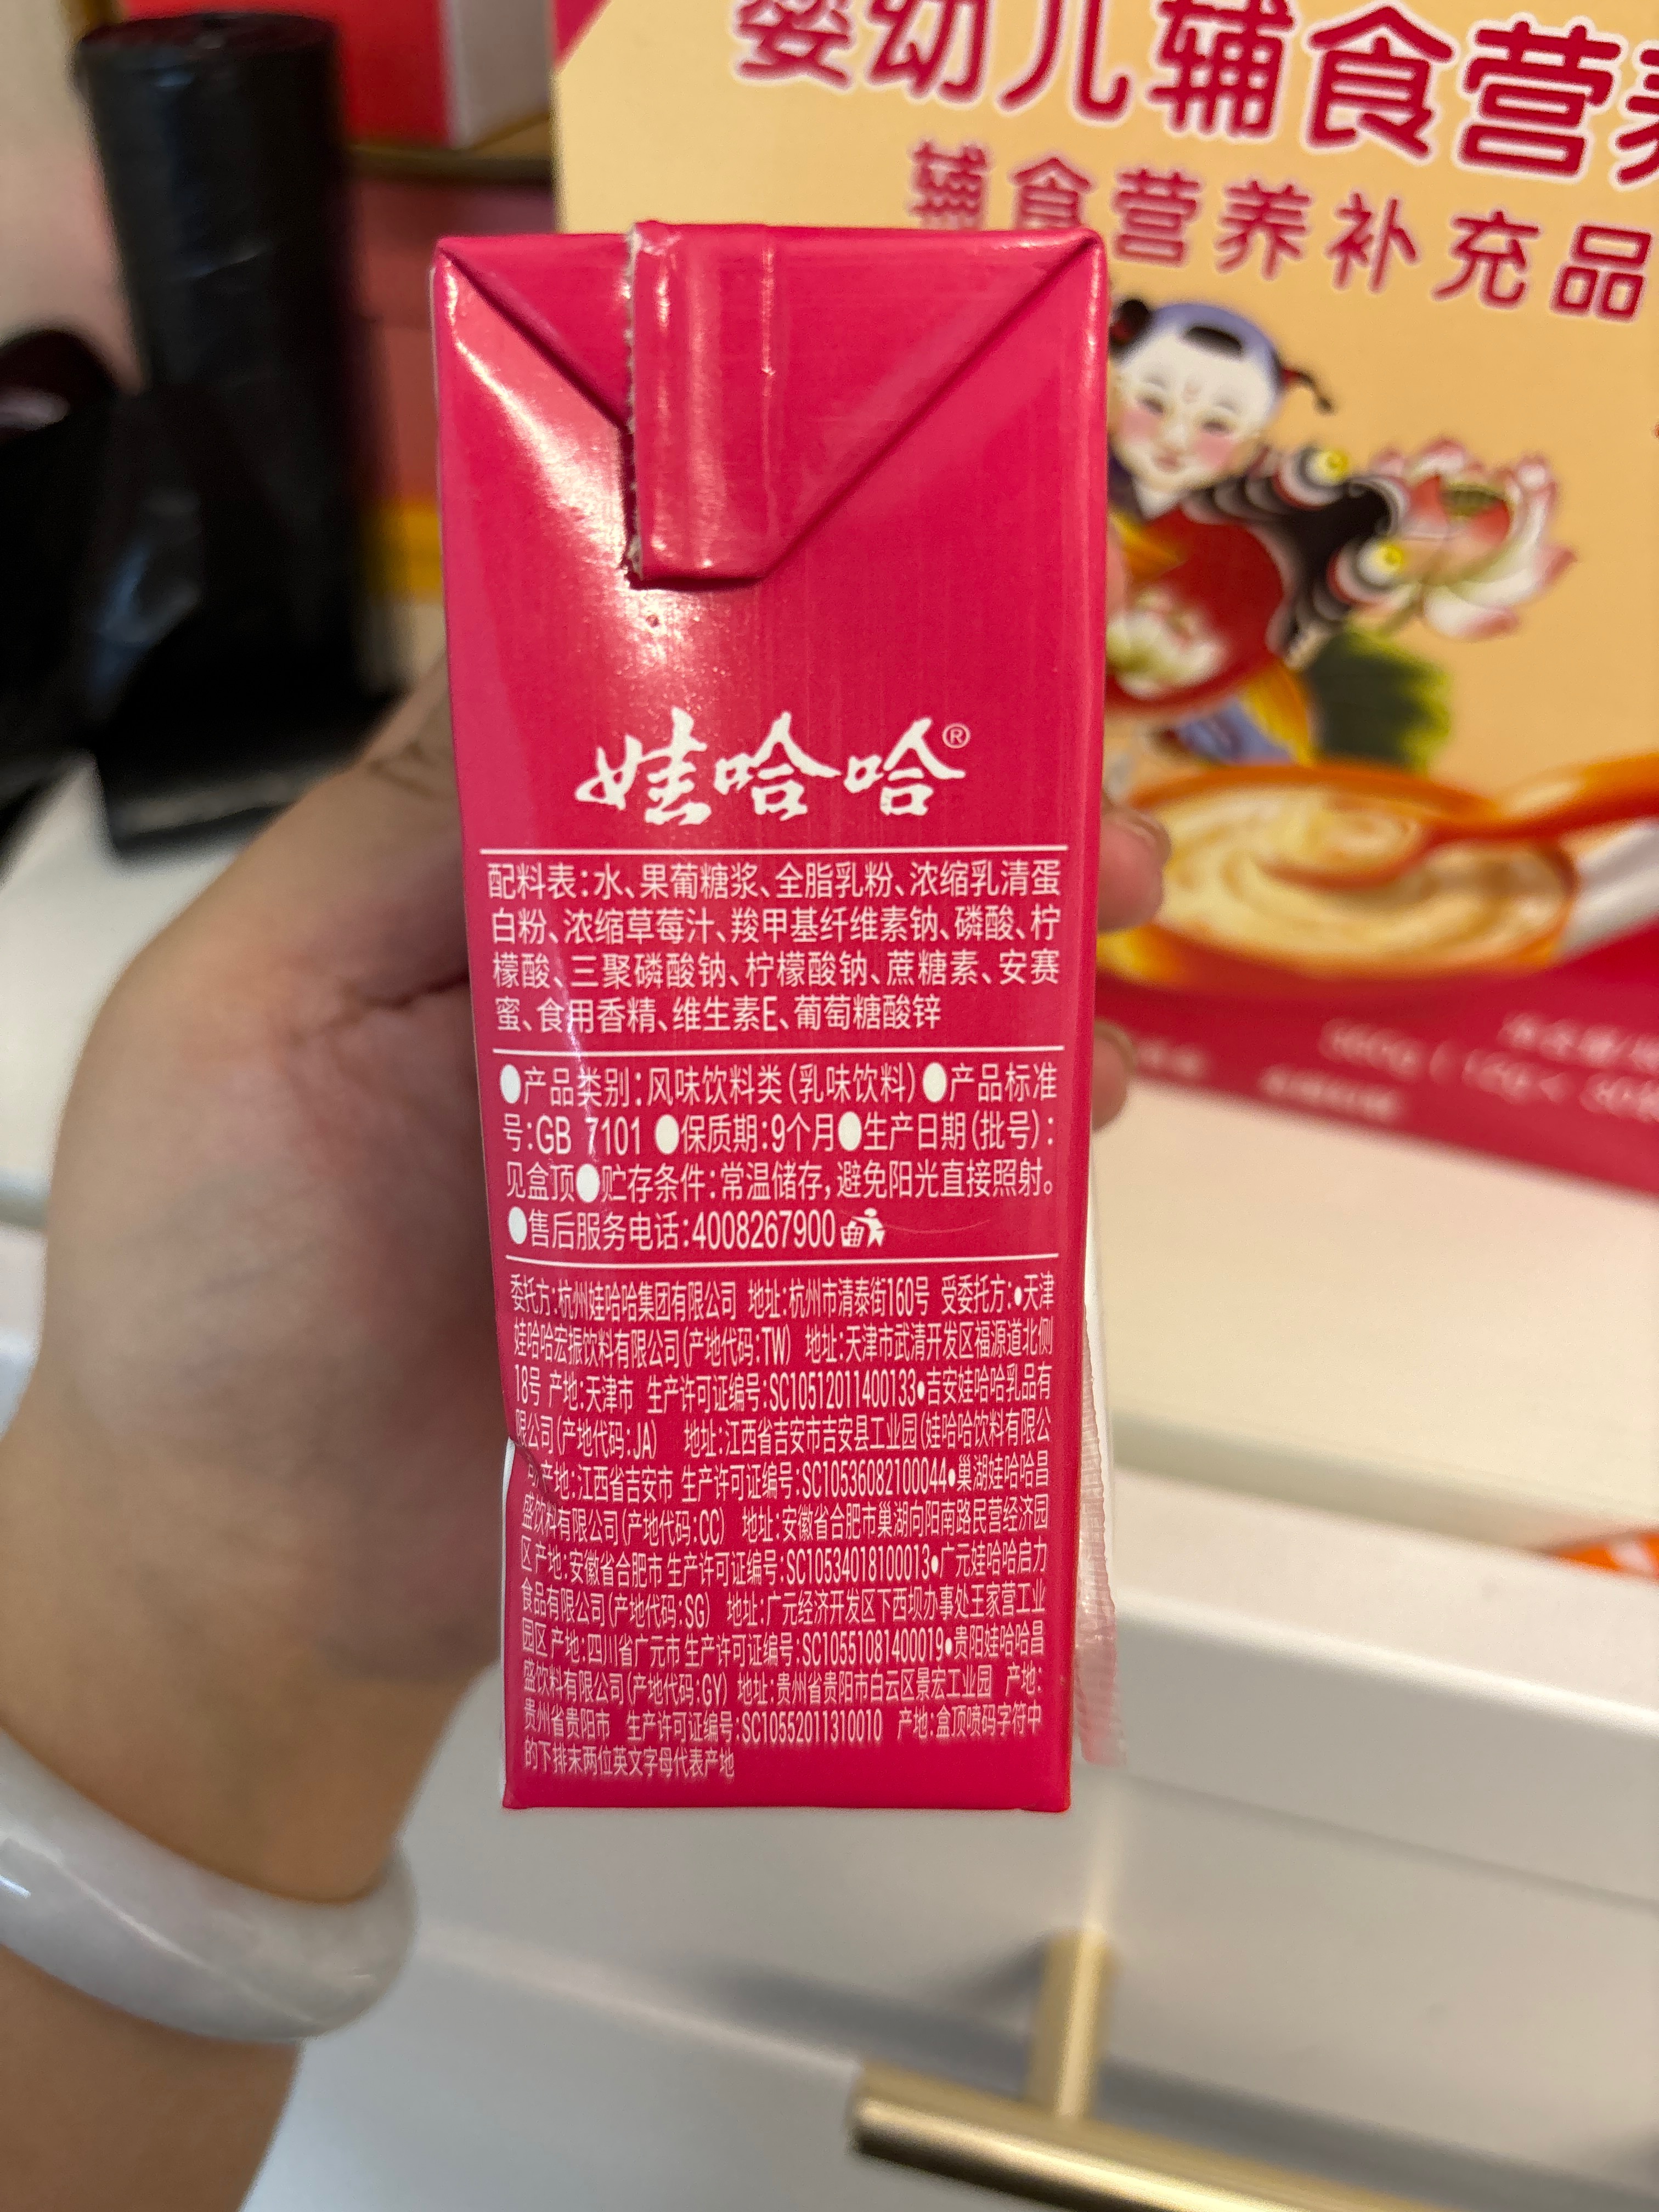 婴幼儿辅食营养
辅食营养补充品
娃哈哈®
配料表:水、果葡糖浆、全脂乳粉、浓缩乳清蛋
白粉、浓缩草莓汁、羧甲基纤维素钠、磷酸、柠
檬酸、三聚磷酸钠、柠檬酸钠、蔗糖素、安赛
蜜、食用香精、维生素E、葡萄糖酸锌
●产品类别:风味饮料类(乳味饮料)●产品标准
号:GB 7101 ●保质期:9个月●生产日期(批号):
见盒顶●贮存条件:常温储存,避免阳光直接照射。
●售后服务电话:4008267900
委托方:杭州娃哈哈集团有限公司 地址:杭州市清泰街160号 受委托方:•天津
娃哈哈宏振饮料有限公司(产地代码:TW) 地址:天津市武清开发区福源道北侧
18号 产地:天津市 生产许可证编号:SC10512011400133•吉安娃哈哈乳品有
限公司(产地代码:JA) 地址:江西省吉安市吉安县工业园(娃哈哈饮料有限公
产地:江西省吉安市 生产许可证编号:SC10536082100044•巢湖娃哈哈昌
盛饮料有限公司(产地代码:CC) 地址:安徽省合肥市巢湖向阳南路民营经济园
区 产地:安徽省合肥市 生产许可证编号:SC10534018100013•广元娃哈哈启力
食品有限公司(产地代码:SG) 地址:广元经济开发区下西坝办事处王家营工业
园区 产地:四川省广元市 生产许可证编号:SC10551081400019•贵阳娃哈哈昌
盛饮料有限公司(产地代码:GY) 地址:贵州省贵阳市白云区景宏工业园 产地:
贵州省贵阳市 生产许可证编号:SC10552011310010 产地:盒顶喷码字符中
的下排末两位英文字母代表产地